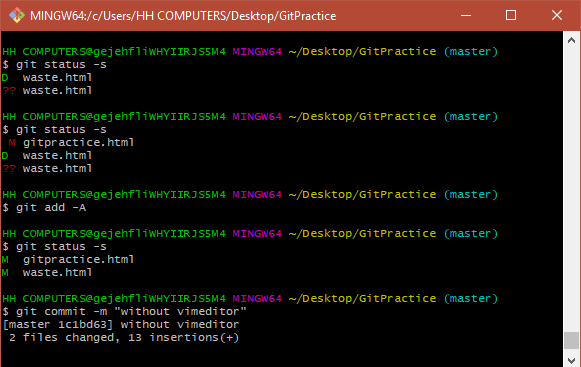 MINGW64:/c/Users/HH COMPUTERS/Desktop/GitPractice
HH COMPUTERS@gejehfliWHYIIRJS5M4 MINGW64 ~/Desktop/GitPractice (master)
$ git status -s
D  waste.html
?? waste.html
HH COMPUTERS@gejehfliWHYIIRJS5M4 MINGW64 ~/Desktop/GitPractice (master)
$ git status -s
 M gitpractice.html
D  waste.html
?? waste.html
HH COMPUTERS@gejehfliWHYIIRJS5M4 MINGW64 ~/Desktop/GitPractice (master)
$ git add -A
HH COMPUTERS@gejehfliWHYIIRJS5M4 MINGW64 ~/Desktop/GitPractice (master)
$ git status -s
M  gitpractice.html
M  waste.html
HH COMPUTERS@gejehfliWHYIIRJS5M4 MINGW64 ~/Desktop/GitPractice (master)
$ git commit -m "without vimeditor"
[master 1c1bd63] without vimeditor
 2 files changed, 13 insertions(+)